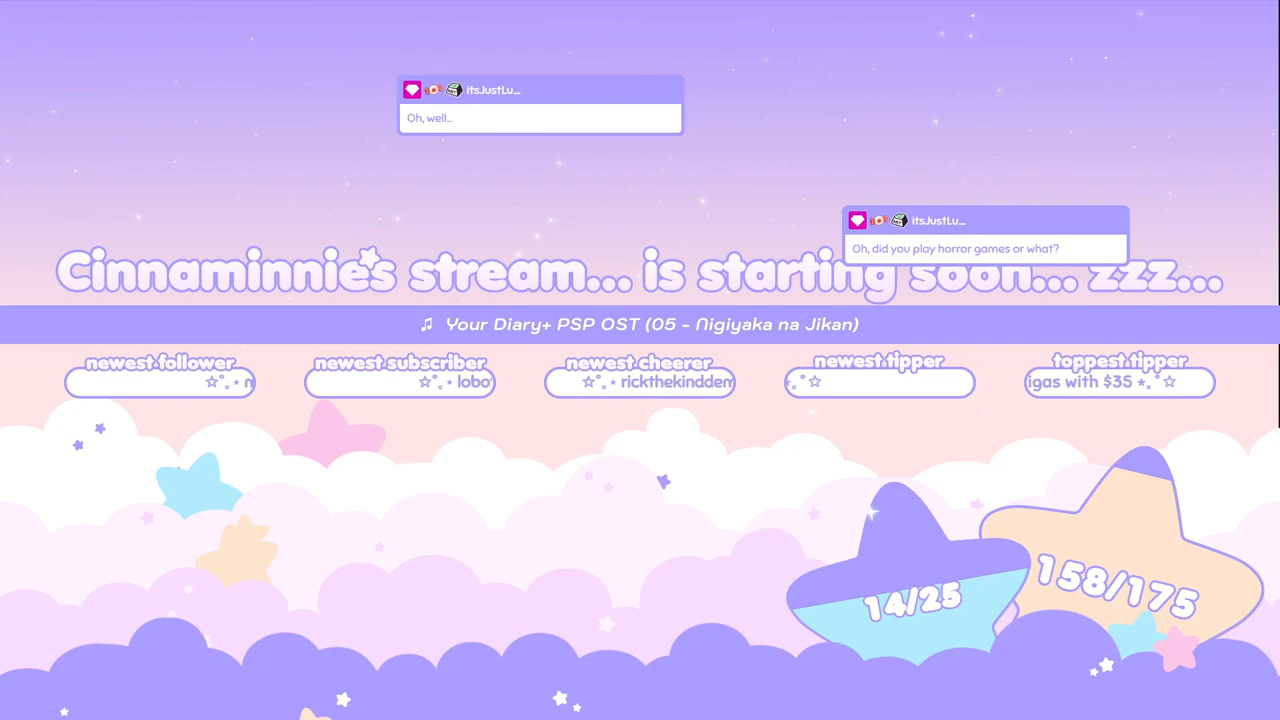 itsJustLu_
Oh, well...
itsJustLu_
Oh, did you play horror games or what?
Cinnaminnie's stream... is starting soon... zzz...
♫ Your Diary+ PSP OST (05 - Nigiyaka na Jikan)
newest follower
newest subscriber
newest cheerer
newest tipper
toppest tipper
☆˚｡⋆ n
☆˚｡⋆ lobo
☆˚｡⋆ rickthekindden
⋆｡˚☆
igas with $35 ⋆｡˚☆
14/25
158/175